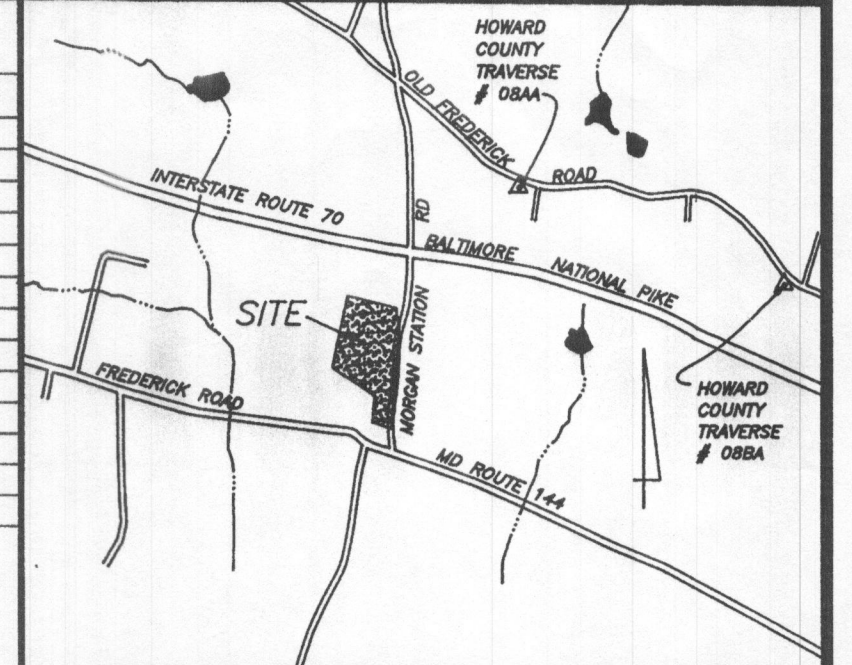 HOWARD
COUNTY
TRAVERSE
# 08AA
OLD FREDERICK ROAD
INTERSTATE ROUTE 70
BALTIMORE NATIONAL PIKE
MORGAN STATION RD
SITE
FREDERICK ROAD
HOWARD
COUNTY
TRAVERSE
# 08BA
MD ROUTE 144